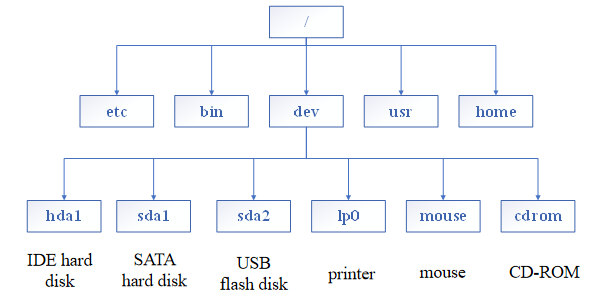 /
etc bin dev usr home
hda1 sda1 sda2 lp0 mouse cdrom
IDE hard disk
SATA hard disk
USB flash disk
printer
mouse
CD-ROM